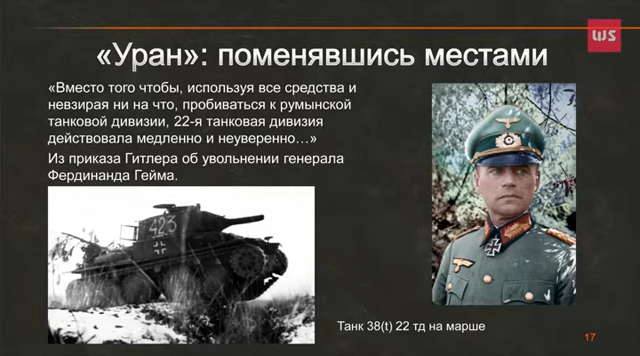 WS
«Уран»: поменявшись местами
«Вместо того чтобы, используя все средства и
невзирая ни на что, пробиваться к румынской
танковой дивизии, 22-я танковая дивизия
действовала медленно и неуверенно…»
Из приказа Гитлера об увольнении генерала
Фердинанда Гейма.
423
Танк 38(t) 22 тд на марше
17